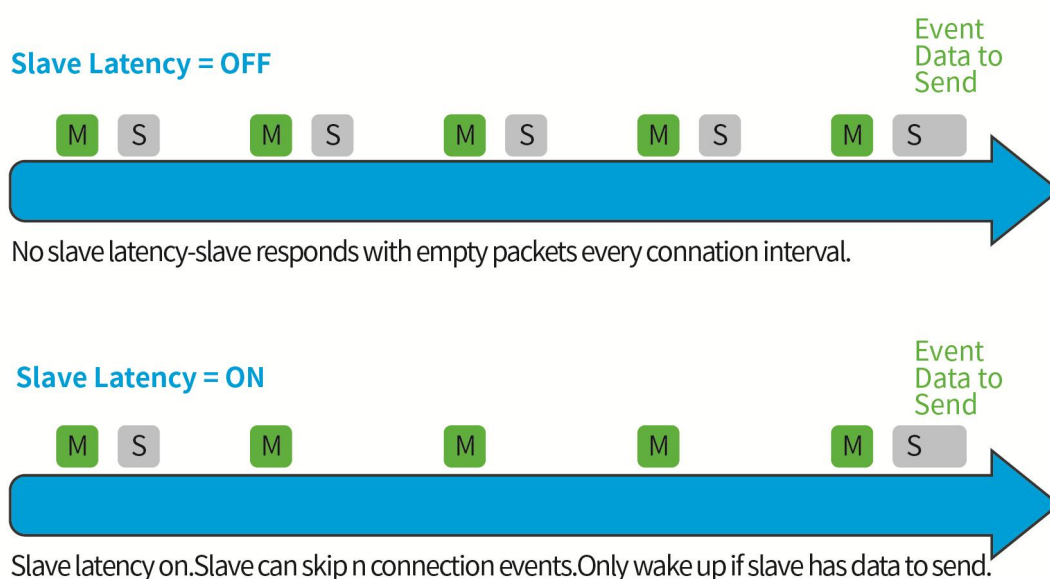 Event
Data to
Send
Slave Latency = OFF
M S M S M S M S M S
No slave latency-slave responds with empty packets every connation interval.
Event
Data to
Send
Slave Latency = ON
M S M M M M S
Slave latency on.Slave can skip n connection events.Only wake up if slave has data to send.